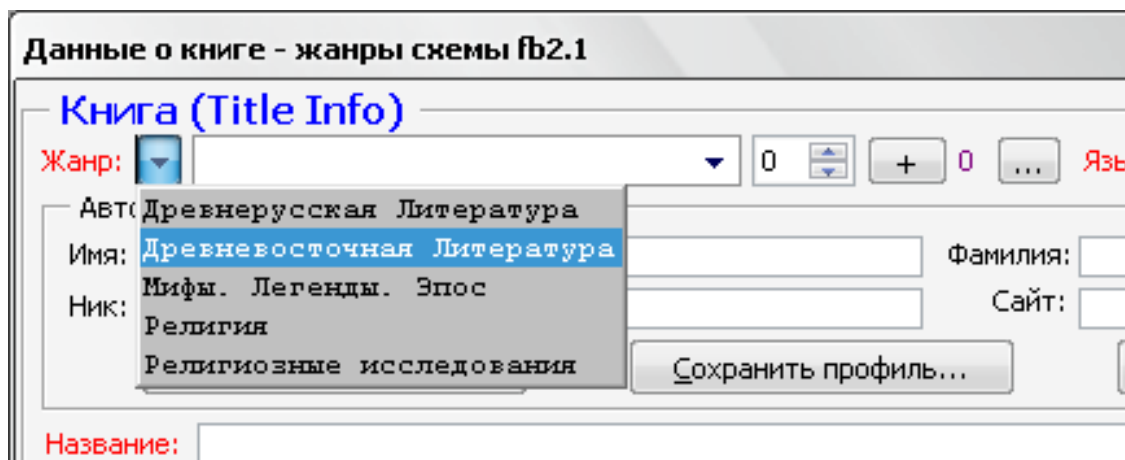 Данные о книге - жанры схемы fb2.1
Книга (Title Info)
Жанр: 0 + 0 ...
Древнерусская Литература
Имя: Древневосточная Литература Фамилия:
Ник: Мифы. Легенды. Эпос Сайт:
Религия
Религиозные исследования Сохранить профиль...
Название: